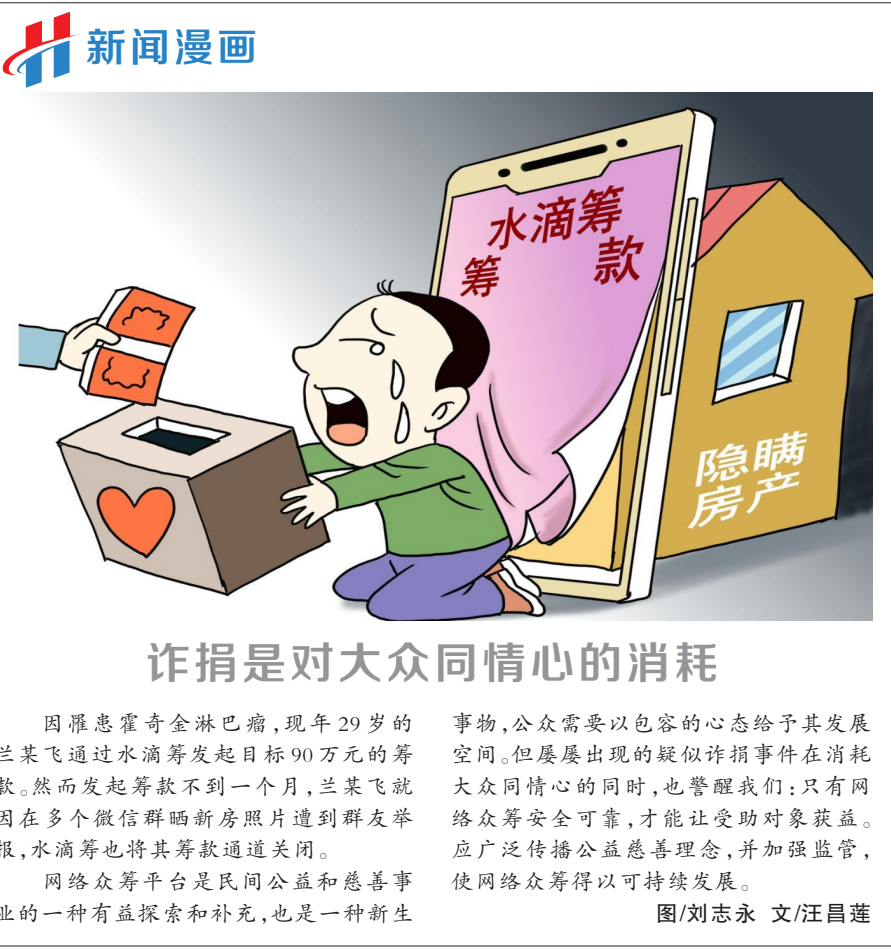 新闻漫画
水滴筹
筹 款
隐瞒
房产
诈捐是对大众同情心的消耗
因罹患霍奇金淋巴瘤,现年29岁的
兰某飞通过水滴筹发起目标90万元的筹
款。然而发起筹款不到一个月,兰某飞就
因在多个微信群晒新房照片遭到群友举
报,水滴筹也将其筹款通道关闭。
网络众筹平台是民间公益和慈善事
业的一种有益探索和补充,也是一种新生
事物,公众需要以包容的心态给予其发展
空间。但屡屡出现的疑似诈捐事件在消耗
大众同情心的同时,也警醒我们:只有网
络众筹安全可靠,才能让受助对象获益。
应广泛传播公益慈善理念,并加强监管,
使网络众筹得以可持续发展。
图/刘志永 文/汪昌莲